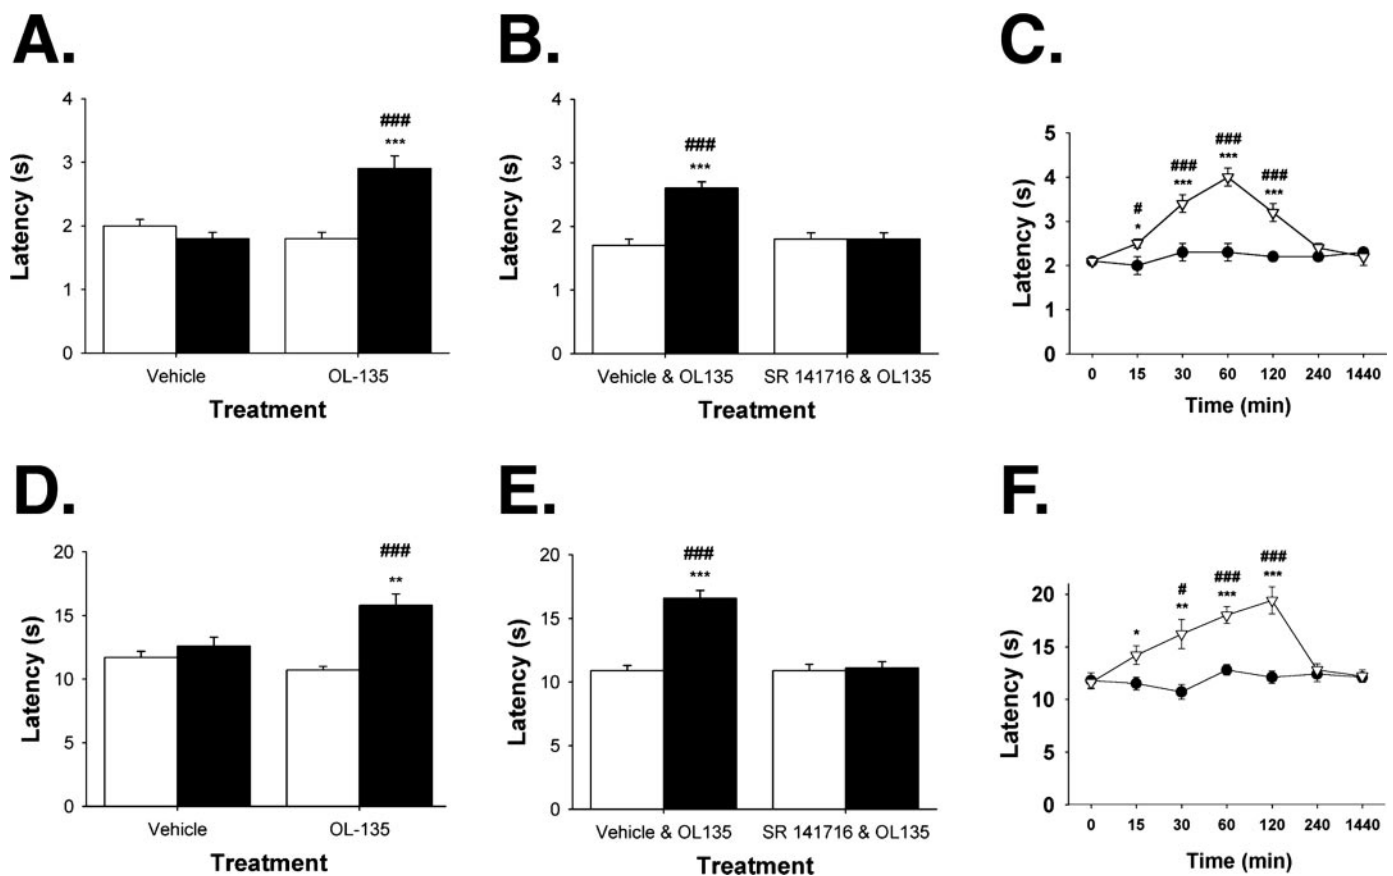 A.
Latency (s)
4
3
2
1
0
###
***
Vehicle
OL-135
Treatment
B.
Latency (s)
4
3
2
1
0
###
***
Vehicle & OL135
SR 141716 & OL135
Treatment
C.
Latency (s)
5
4
3
2
1
0
#
*
###
***
###
***
###
***
0 15 30 60 120 240 1440
Time (min)
D.
Latency (s)
20
15
10
5
0
###
**
Vehicle
OL-135
Treatment
E.
Latency (s)
20
15
10
5
0
###
***
Vehicle & OL135
SR 141716 & OL135
Treatment
F.
Latency (s)
20
15
10
5
0
*
#
**
###
***
###
***
0 15 30 60 120 240 1440
Time (min)